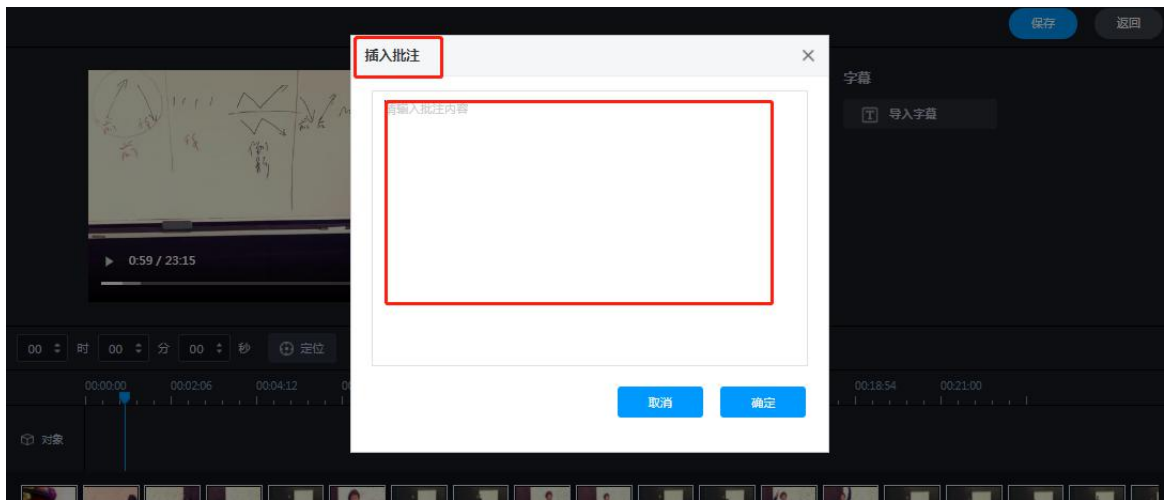 保存
返回
插入批注
×
请输入批注内容
字幕
T 导入字幕
倒
影
0:59 / 23:15
00 时 00 分 00 秒 定位
00:00:00 00:02:06 00:04:12 00:18:54 00:21:00
取消 确定
对象